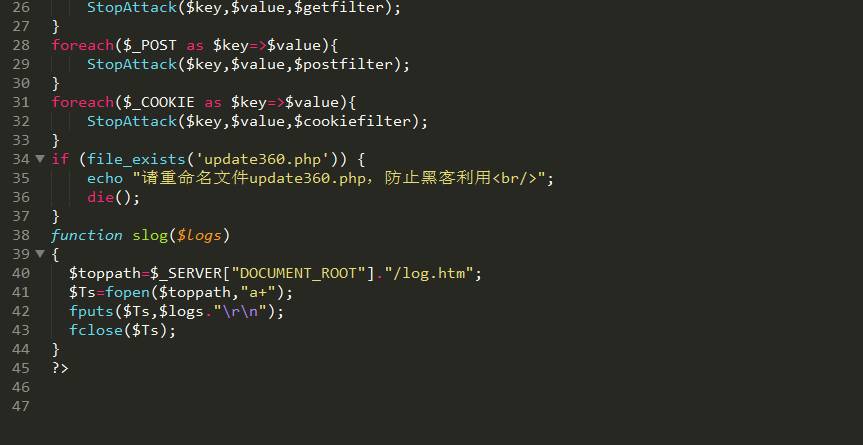 26 StopAttack($key,$value,$getfilter);
27 }
28 foreach($_POST as $key=>$value){
29 StopAttack($key,$value,$postfilter);
30 }
31 foreach($_COOKIE as $key=>$value){
32 StopAttack($key,$value,$cookiefilter);
33 }
34 if (file_exists('update360.php')) {
35 echo "请重命名文件update360.php，防止黑客利用<br/>";
36 die();
37 }
38 function slog($logs)
39 {
40 $toppath=$_SERVER["DOCUMENT_ROOT"]."/log.htm";
41 $Ts=fopen($toppath,"a+");
42 fputs($Ts,$logs."\r\n");
43 fclose($Ts);
44 }
45 ?>
46
47